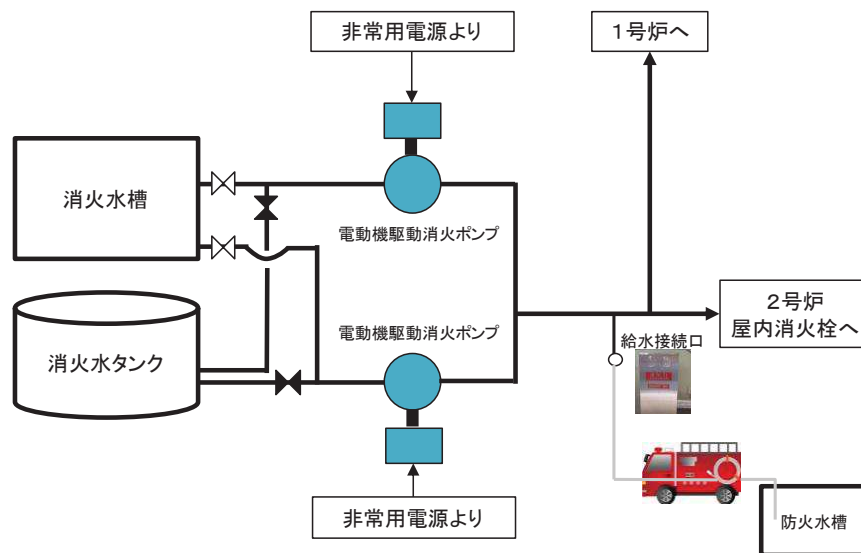 非常用電源より
1号炉へ
消火水槽
電動機駆動消火ポンプ
消火水タンク
電動機駆動消火ポンプ
2号炉
屋内消火栓へ
給水接続口
非常用電源より
防火水槽